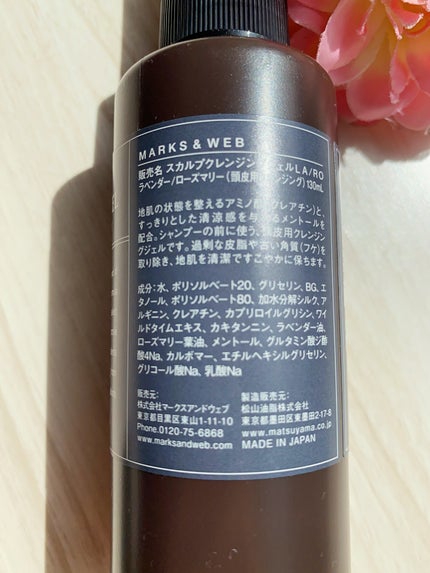 MARKS & WEB
販売名 スカルプクレンジングジェルLA/RO
ラベンダー/ローズマリー(頭皮用クレンジング)130mL
地肌の状態を整えるアミノ酸(クレアチン)と、
すっきりとした清涼感を与えるメントールを
配合。シャンプーの前に使う、頭皮用クレンジン
グジェルです。過剰な皮脂や古い角質(フケ)を
取り除き、地肌を清潔ですこやかに保ちます。
成分:水、ポリソルベート20、グリセリン、BG、エ
タノール、ポリソルベート80、加水分解シルク、ア
ルギニン、クレアチン、カプリロイルグリシン、ワイ
ルドタイムエキス、カキタンニン、ラベンダー油、
ローズマリー葉油、メントール、グルタミン酸ジ酢
酸4Na、カルボマー、エチルヘキシルグリセリン、
グリコール酸Na、乳酸Na
販売元:
株式会社マークスアンドウェブ
東京都目黒区東山1-11-10
Phone.0120-75-6868
www.marksandweb.com
製造販売元:
松山油脂株式会社
東京都墨田区東墨田2-17-8
www.matsuyama.co.jp
MADE IN JAPAN